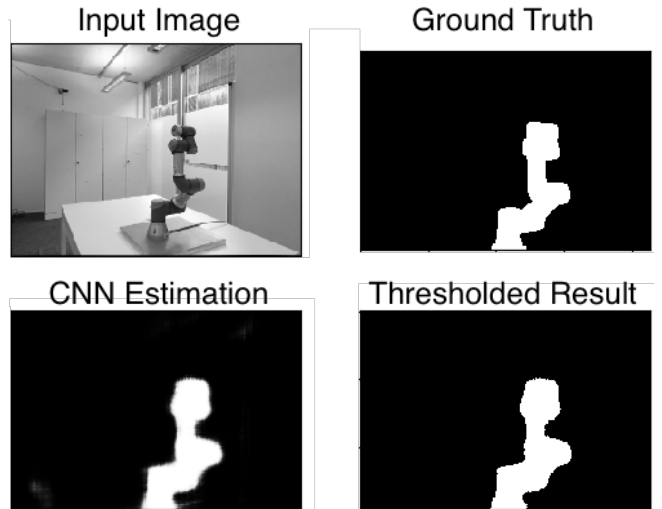 Input Image
Ground Truth
CNN Estimation
Thresholded Result